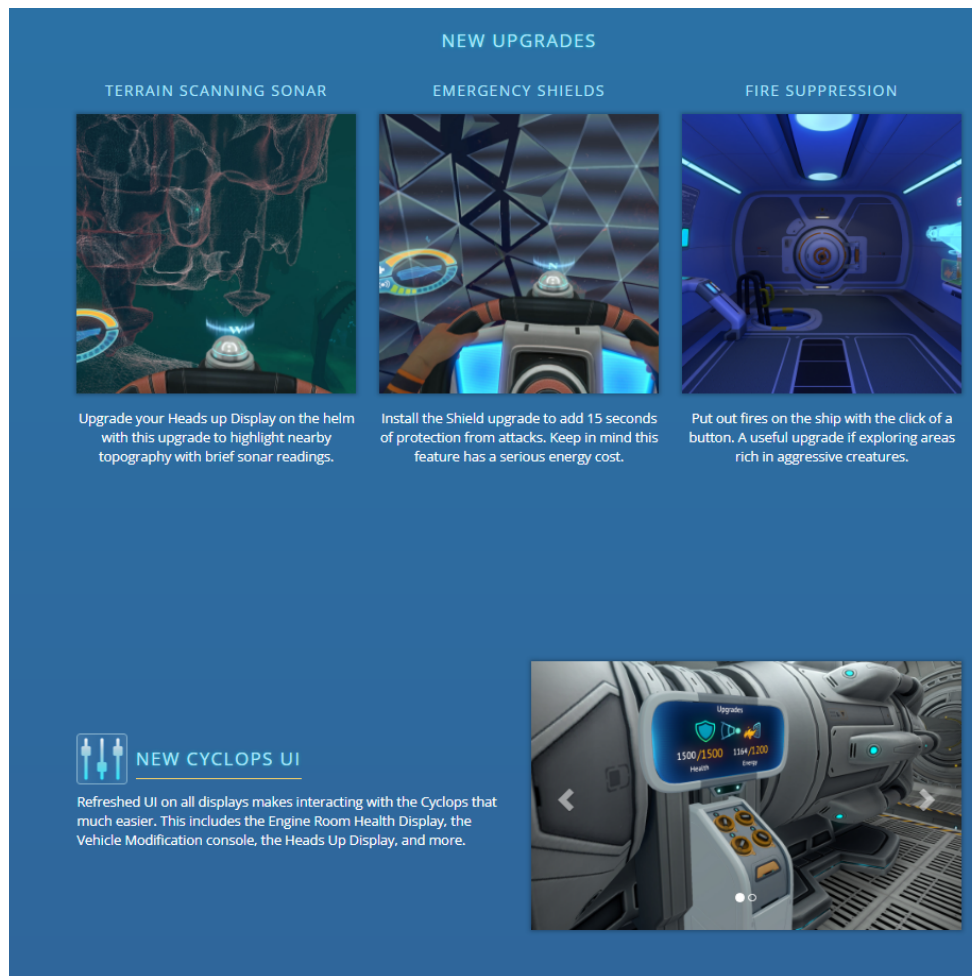 NEW UPGRADES
TERRAIN SCANNING SONAR
EMERGENCY SHIELDS
FIRE SUPPRESSION
Upgrade your Heads up Display on the helm
with this upgrade to highlight nearby
topography with brief sonar readings.
Install the Shield upgrade to add 15 seconds
of protection from attacks. Keep in mind this
feature has a serious energy cost.
Put out fires on the ship with the click of a
button. A useful upgrade if exploring areas
rich in aggressive creatures.
NEW CYCLOPS UI
Refreshed UI on all displays makes interacting with the Cyclops that
much easier. This includes the Engine Room Health Display, the
Vehicle Modification console, the Heads Up Display, and more.
Upgrades
1500/1500 1164/1200
Health Energy